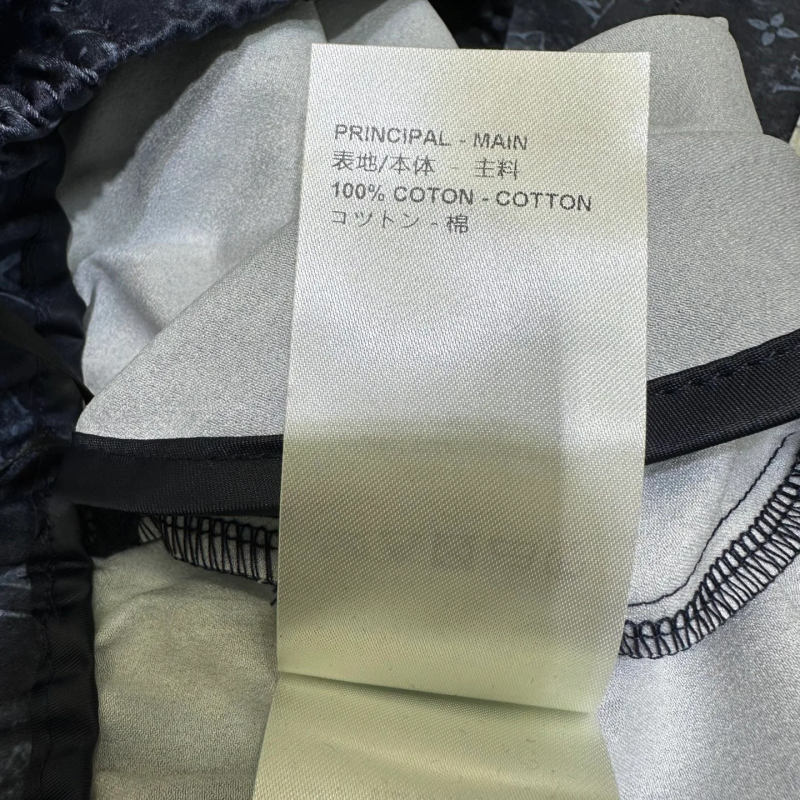 PRINCIPAL - MAIN
表地/本体 - 主料
100% COTON - COTTON
コットン - 棉